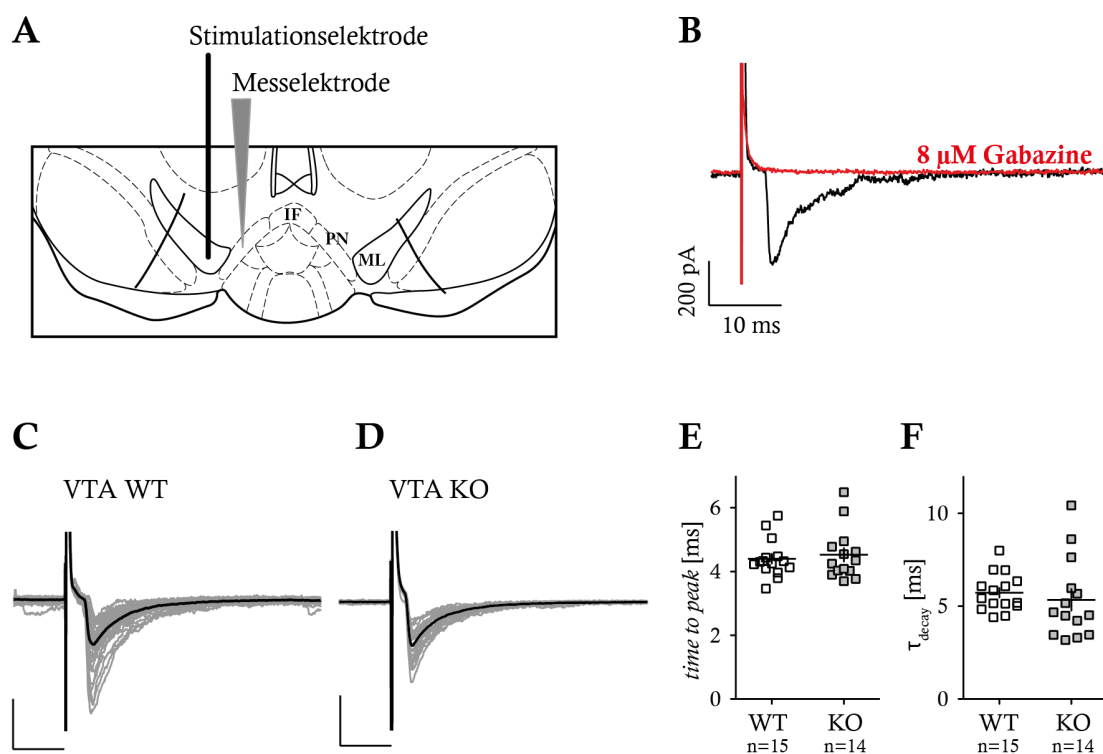 A
Stimulationselektrode
Messelektrode
IF
PN
ML
B
8 µM Gabazine
200 pA
10 ms
C
VTA WT
D
VTA KO
E
time to peak [ms]
6
4
2
0
WT
KO
n=15
n=14
F
τdecay [ms]
10
5
0
WT
KO
n=15
n=14